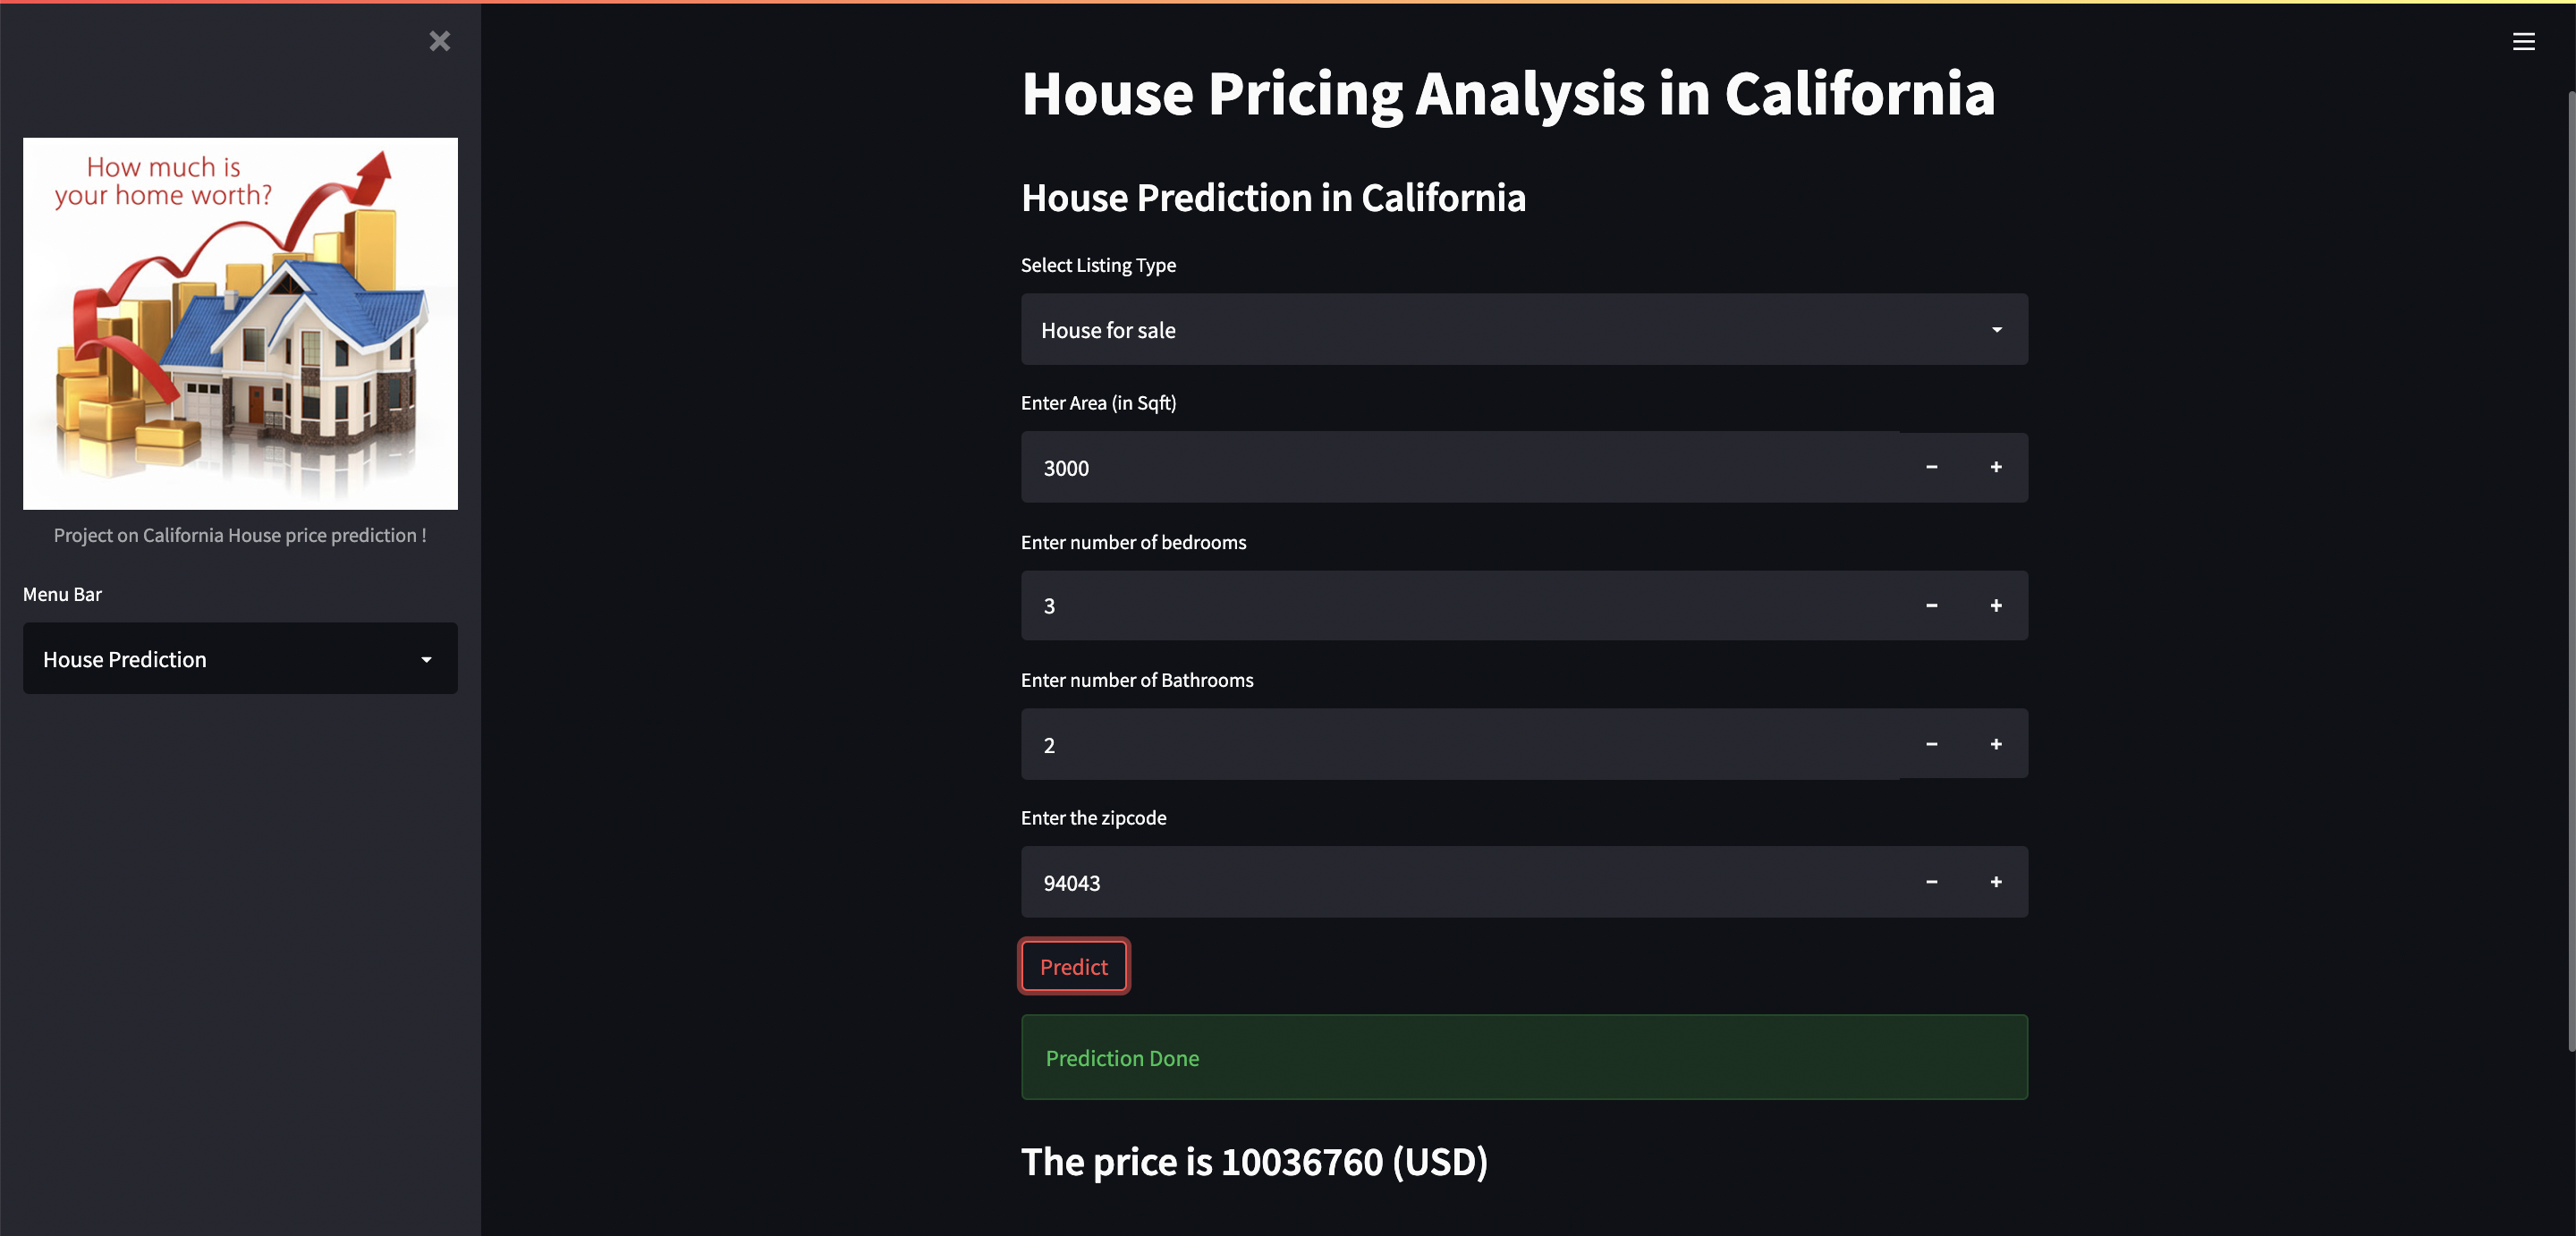 How much is
your home worth?
Project on California House price prediction !
Menu Bar
House Prediction
House Pricing Analysis in California
House Prediction in California
Select Listing Type
House for sale
Enter Area (in Sqft)
3000
Enter number of bedrooms
3
Enter number of Bathrooms
2
Enter the zipcode
94043
Predict
Prediction Done
The price is 10036760 (USD)